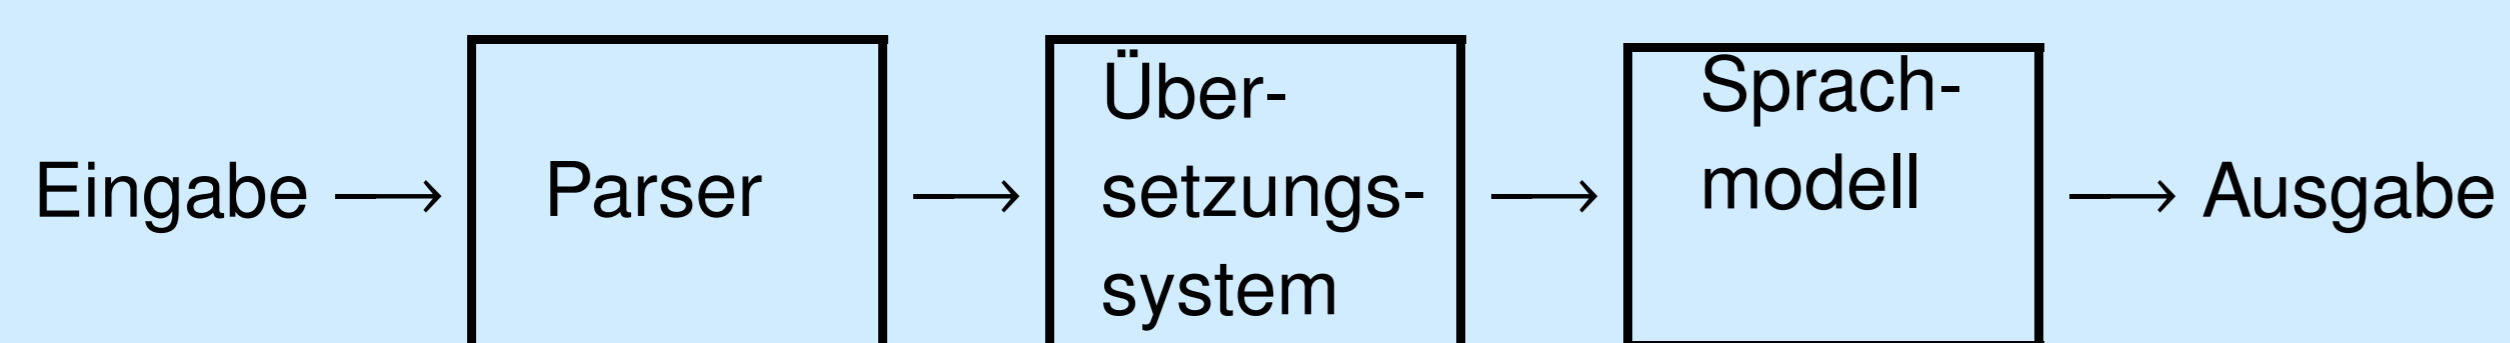 Eingabe
Parser
Über-
setzungs-
system
Sprach-
modell
Ausgabe